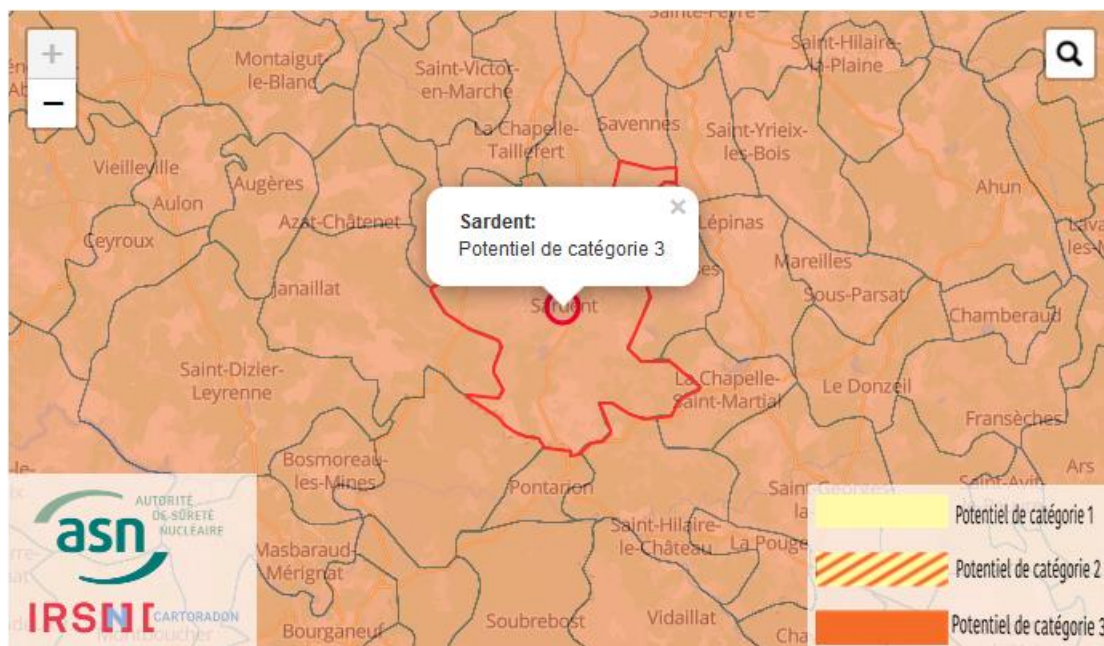 +
−
Sainte-Feyre
Montaigut-
le-Blanc
Saint-Victor-
en-Marche
Saint-Hilaire-
la-Plaine
La Chapelle-
Taillefert
Savennes
Saint-Yrieix-
les-Bois
Vieilleville
Augères
Aulon
Ahun
Azat-Châtenet
Lépinas
Ceyroux
Mareilles
Janaillat
Sous-Parsat
Chamberaud
Sardent:
Potentiel de catégorie 3
×
Sardent
Saint-Dizier-
Leyrenne
La Chapelle-
Saint-Martial
Le Donzeil
Fransèches
Bosmoreau-
les-Mines
Pontarion
Ars
Saint-Avit-
Saint-Hilaire-
le-Château
La Pouge
Masbaraud-
Mérignat
Montboucher
Bourganeuf
Soubrebost
Vidaillat
asn
AUTORITÉ
DE SÛRETÉ
NUCLÉAIRE
IRSN
CARTORADON
Potentiel de catégorie 1
Potentiel de catégorie 2
Potentiel de catégorie 3